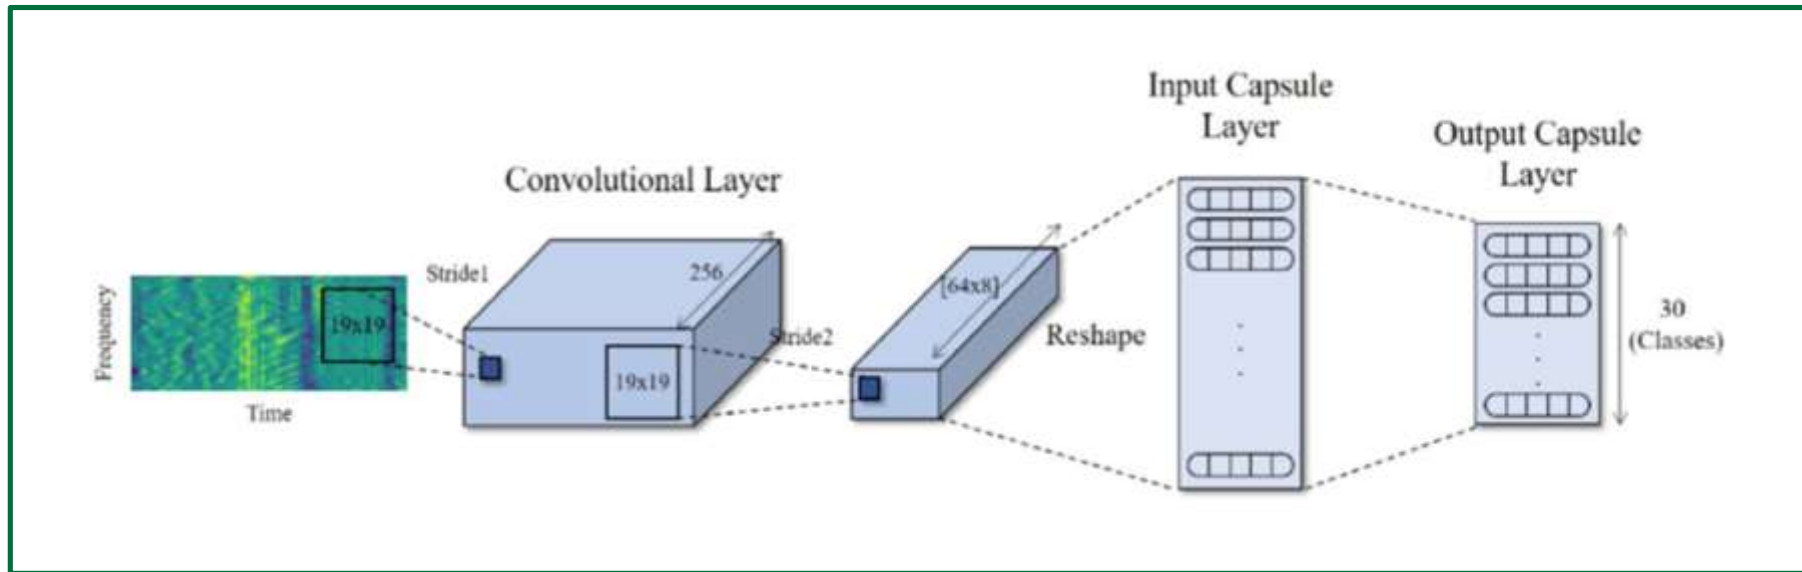 Input Capsule
Layer
Output Capsule
Layer
Convolutional Layer
Frequency
19x19
Time
Stride1
256
19x19
Stride2
[64x8]
Reshape
30
(Classes)